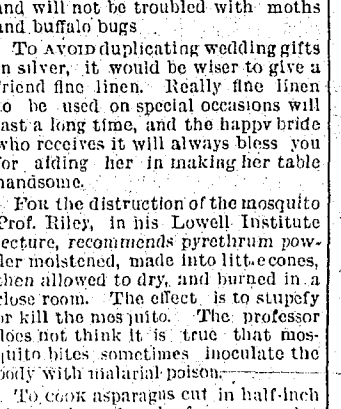 and will not be troubled with moths
and buffalo bugs
To AVOID duplicating wedding gifts
n silver, it would be wiser to give a
friend fine linen. Really fine linen
to be used on special occasions will
last a long time, and the happy bride
who receives it will always bless you
for aiding her in making her table
handsome.
FOR the distruction of the mosquito
Prof. Riley, in his Lowell Institute
lecture, recommends pyrethrum pow-
der moistened, made into little cones,
then allowed to dry, and burned in a
close room. The effect is to stupefy
or kill the mosquito. The professor
does not think it is true that mos-
quito bites sometimes inoculate the
body with malarial poison.
To cook asparagus cut in half-inch